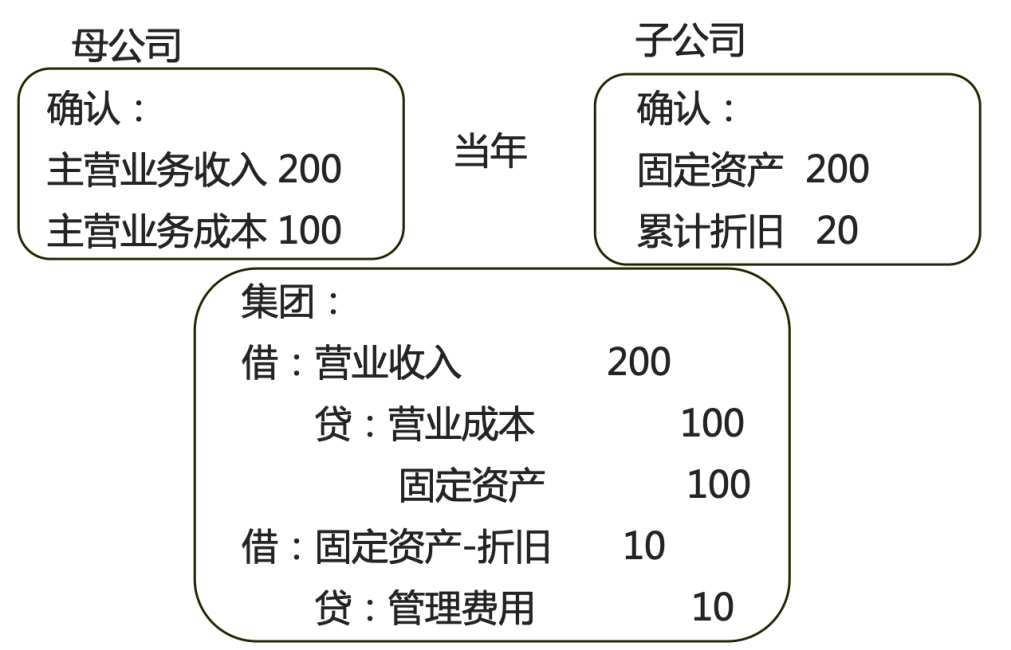 母公司
确认：
主营业务收入 200
主营业务成本 100
当年
子公司
确认：
固定资产 200
累计折旧 20
集团：
借：营业收入 200
贷：营业成本 100
固定资产 100
借：固定资产-折旧 10
贷：管理费用 10